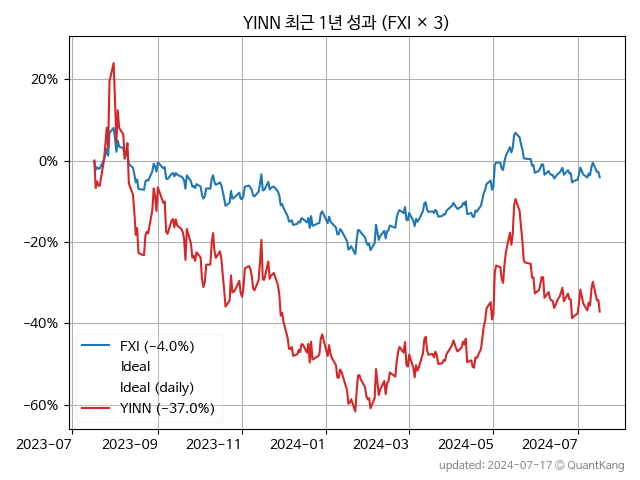 YINN 최근 1년 성과 (FXI × 3)
20%
0%
−20%
−40%
−60%
FXI (−4.0%)
Ideal
Ideal (daily)
YINN (−37.0%)
2023−07
2023−09
2023−11
2024−01
2024−03
2024−05
2024−07
updated: 2024−07−17 © QuantKang